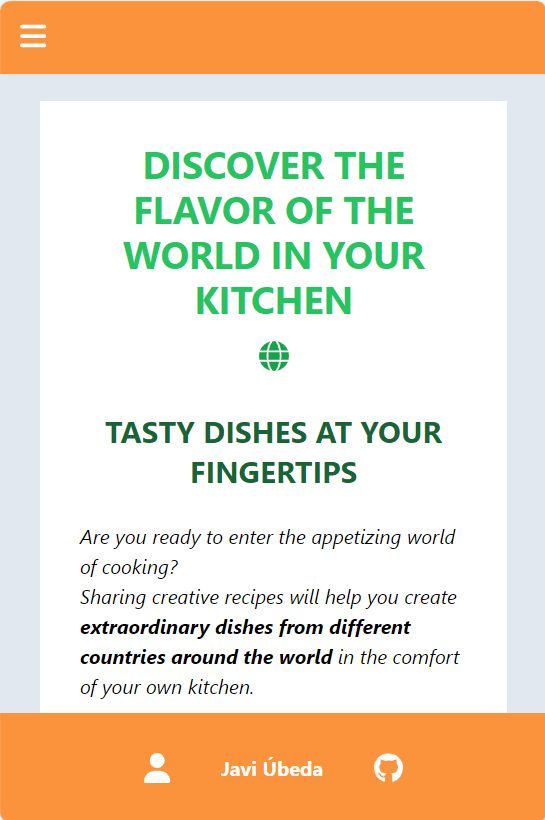 DISCOVER THE
FLAVOR OF THE
WORLD IN YOUR
KITCHEN
TASTY DISHES AT YOUR
FINGERTIPS
Are you ready to enter the appetizing world
of cooking?
Sharing creative recipes will help you create
extraordinary dishes from different
countries around the world in the comfort
of your own kitchen.
Javi Úbeda